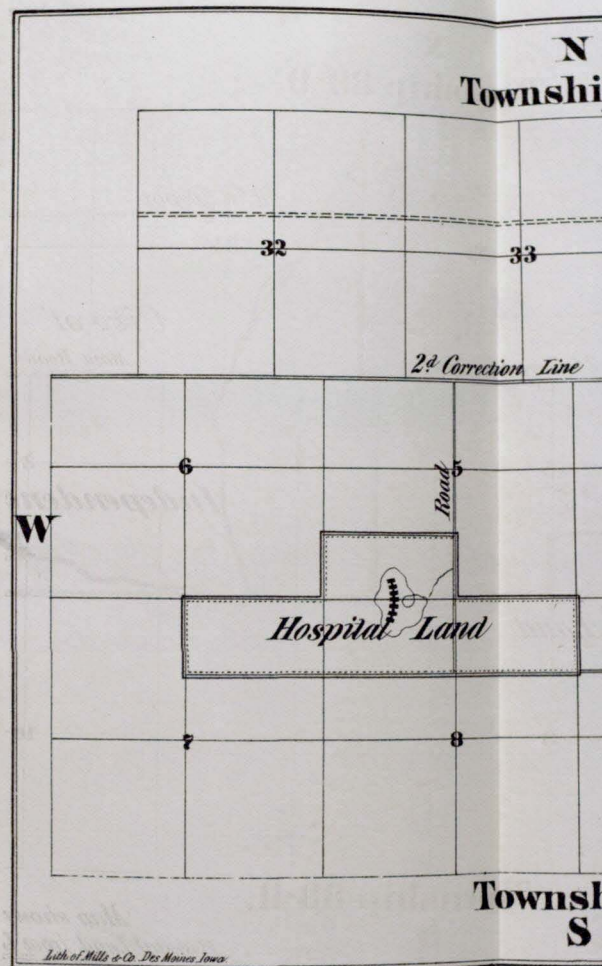 N
Townshi
32
33
2d Correction Line
6
5
W
Road
Hospital Land
7
8
Townsh
S
Lith. of Mills & Co. Des Moines, Iowa.